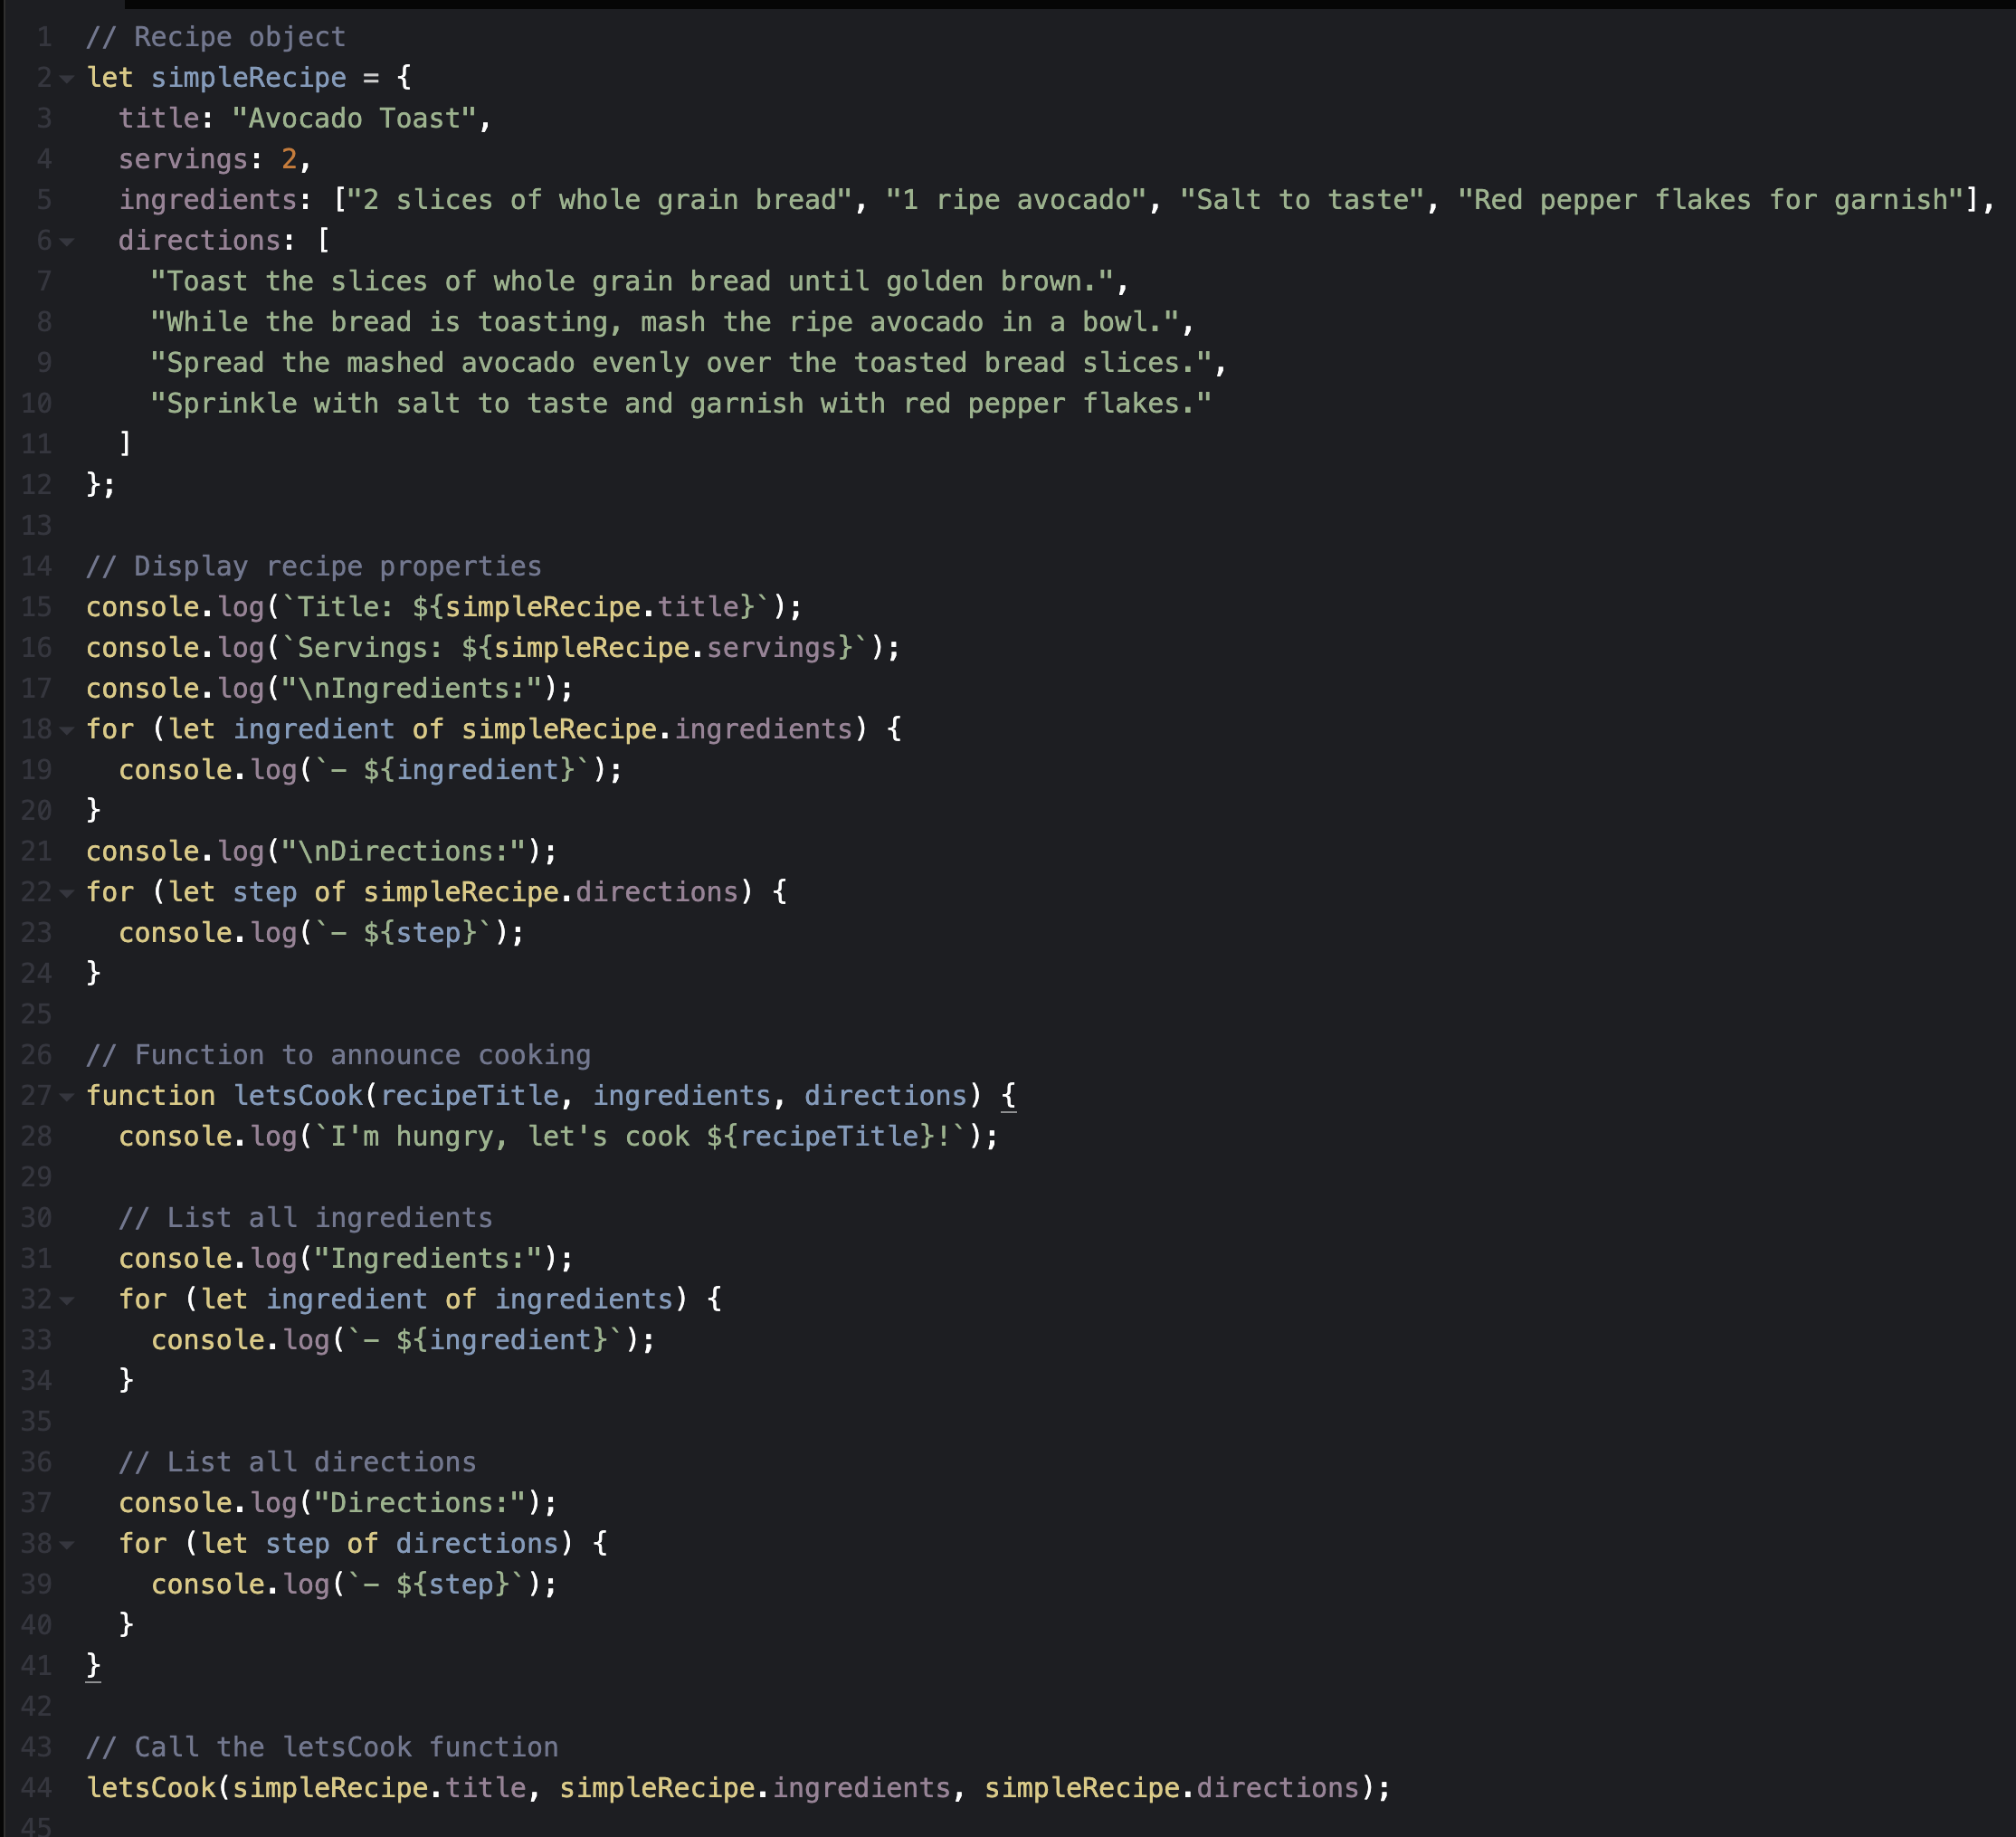 1 // Recipe object
2 let simpleRecipe = {
3   title: "Avocado Toast",
4   servings: 2,
5   ingredients: ["2 slices of whole grain bread", "1 ripe avocado", "Salt to taste", "Red pepper flakes for garnish"],
6   directions: [
7     "Toast the slices of whole grain bread until golden brown.",
8     "While the bread is toasting, mash the ripe avocado in a bowl.",
9     "Spread the mashed avocado evenly over the toasted bread slices.",
10     "Sprinkle with salt to taste and garnish with red pepper flakes."
11   ]
12 };
13
14 // Display recipe properties
15 console.log(`Title: ${simpleRecipe.title}`);
16 console.log(`Servings: ${simpleRecipe.servings}`);
17 console.log("\nIngredients:");
18 for (let ingredient of simpleRecipe.ingredients) {
19   console.log(`- ${ingredient}`);
20 }
21 console.log("\nDirections:");
22 for (let step of simpleRecipe.directions) {
23   console.log(`- ${step}`);
24 }
25
26 // Function to announce cooking
27 function letsCook(recipeTitle, ingredients, directions) {
28   console.log(`I'm hungry, let's cook ${recipeTitle}!`);
29
30   // List all ingredients
31   console.log("Ingredients:");
32   for (let ingredient of ingredients) {
33     console.log(`- ${ingredient}`);
34   }
35
36   // List all directions
37   console.log("Directions:");
38   for (let step of directions) {
39     console.log(`- ${step}`);
40   }
41 }
42
43 // Call the letsCook function
44 letsCook(simpleRecipe.title, simpleRecipe.ingredients, simpleRecipe.directions);
45